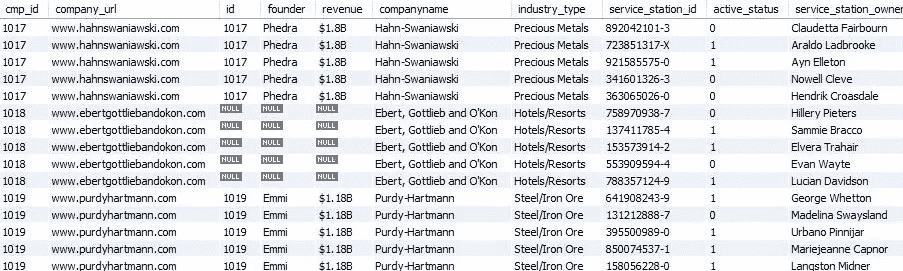 cmp_id company_url id founder revenue companyname industry_type service_station_id active_status service_station_owner
1017 www.hahnswaniawski.com 1017 Phedra $1.8B Hahn-Swaniawski Precious Metals 892042101-3 0 Claudetta Fairbourn
1017 www.hahnswaniawski.com 1017 Phedra $1.8B Hahn-Swaniawski Precious Metals 723851317-X 1 Araldo Ladbrooke
1017 www.hahnswaniawski.com 1017 Phedra $1.8B Hahn-Swaniawski Precious Metals 921585575-0 1 Ayn Elleton
1017 www.hahnswaniawski.com 1017 Phedra $1.8B Hahn-Swaniawski Precious Metals 341601326-3 0 Nowell Cleve
1017 www.hahnswaniawski.com 1017 Phedra $1.8B Hahn-Swaniawski Precious Metals 363065026-0 0 Hendrik Croasdale
1018 www.ebertgottliebandokon.com NULL NULL NULL Ebert, Gottlieb and O'Kon Hotels/Resorts 758970938-7 0 Hillery Pieters
1018 www.ebertgottliebandokon.com NULL NULL NULL Ebert, Gottlieb and O'Kon Hotels/Resorts 137411785-4 1 Sammie Bracco
1018 www.ebertgottliebandokon.com NULL NULL NULL Ebert, Gottlieb and O'Kon Hotels/Resorts 153573914-2 1 Elvera Trahair
1018 www.ebertgottliebandokon.com NULL NULL NULL Ebert, Gottlieb and O'Kon Hotels/Resorts 553909594-4 0 Evan Wayte
1018 www.ebertgottliebandokon.com NULL NULL NULL Ebert, Gottlieb and O'Kon Hotels/Resorts 788357124-9 1 Lucian Davidson
1019 www.purdyhartmann.com 1019 Emmi $1.18B Purdy-Hartmann Steel/Iron Ore 641908243-9 1 George Whetton
1019 www.purdyhartmann.com 1019 Emmi $1.18B Purdy-Hartmann Steel/Iron Ore 131212888-7 0 Madelina Swaysland
1019 www.purdyhartmann.com 1019 Emmi $1.18B Purdy-Hartmann Steel/Iron Ore 395500989-0 1 Urbano Pinnijar
1019 www.purdyhartmann.com 1019 Emmi $1.18B Purdy-Hartmann Steel/Iron Ore 850074537-1 1 Mariejeanne Capnor
1019 www.purdyhartmann.com 1019 Emmi $1.18B Purdy-Hartmann Steel/Iron Ore 158056228-0 1 Langston Midner